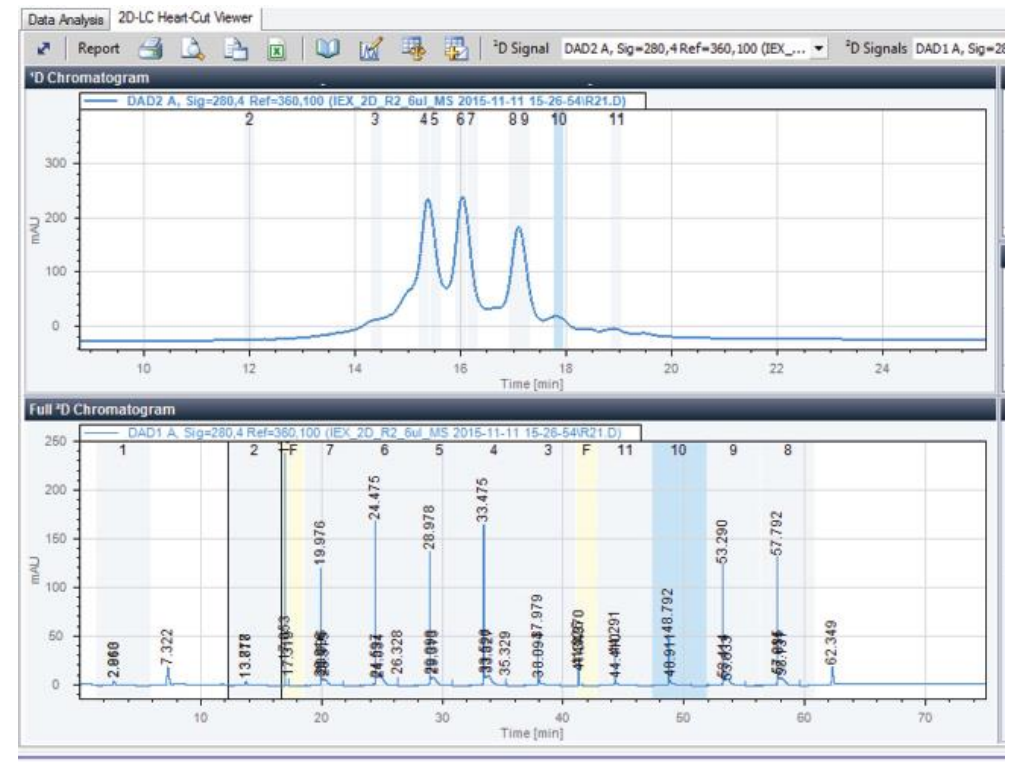 Data Analysis 2D-LC Heart-Cut Viewer
Report ²D Signal DAD2 A, Sig=280,4 Ref=360,100 (IEX_... ²D Signals DAD1 A, Sig=28
¹D Chromatogram
DAD2 A, Sig=280,4 Ref=360,100 (IEX_2D_R2_6ul_MS 2015-11-11 15-26-54\R21.D)
2 3 4 5 6 7 8 9 10 11
300
200
100
0
mAU
10 12 14 16 18 20 22 24
Time [min]
Full ²D Chromatogram
DAD1 A, Sig=280,4 Ref=360,100 (IEX_2D_R2_6ul_MS 2015-11-11 15-26-54\R21.D)
1 2 F 7 6 5 4 3 F 11 10 9 8
250
200
150
100
50
0
mAU
7.322
19.976
24.475
26.328
28.978
33.475
35.329
37.979
48.792
53.290
57.792
62.349
10 20 30 40 50 60 70
Time [min]